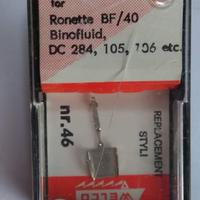 for
Ronette BF/40
Binofluid,
DC 284, 105, 106 etc.
nr.46
REPLACEMENT
STYLI